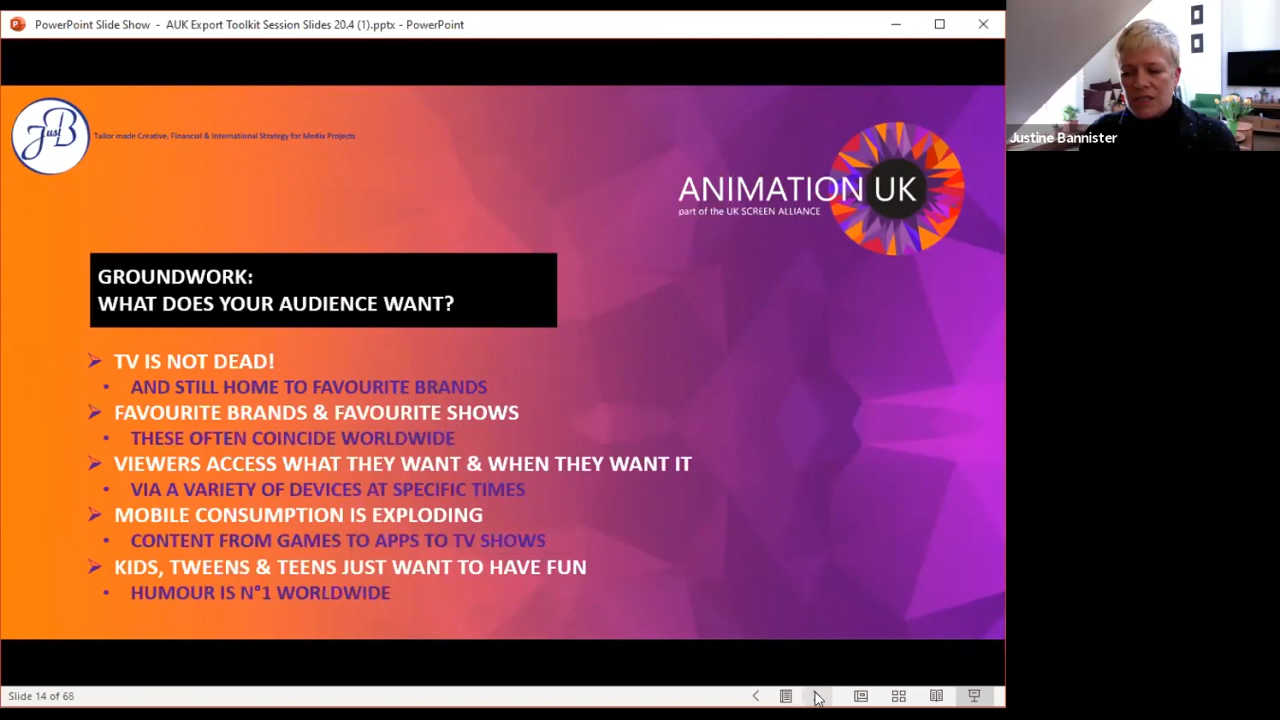 PowerPoint Slide Show - AUK Export Toolkit Session Slides 20.4 (1).pptx - PowerPoint
Just B
Tailor made Creative, Financial & International Strategy for Media Projects
Justine Bannister
ANIMATION UK
part of the UK SCREEN ALLIANCE
GROUNDWORK:
WHAT DOES YOUR AUDIENCE WANT?
TV IS NOT DEAD!
AND STILL HOME TO FAVOURITE BRANDS
FAVOURITE BRANDS & FAVOURITE SHOWS
THESE OFTEN COINCIDE WORLDWIDE
VIEWERS ACCESS WHAT THEY WANT & WHEN THEY WANT IT
VIA A VARIETY OF DEVICES AT SPECIFIC TIMES
MOBILE CONSUMPTION IS EXPLODING
CONTENT FROM GAMES TO APPS TO TV SHOWS
KIDS, TWEENS & TEENS JUST WANT TO HAVE FUN
HUMOUR IS N°1 WORLDWIDE
Slide 14 of 68